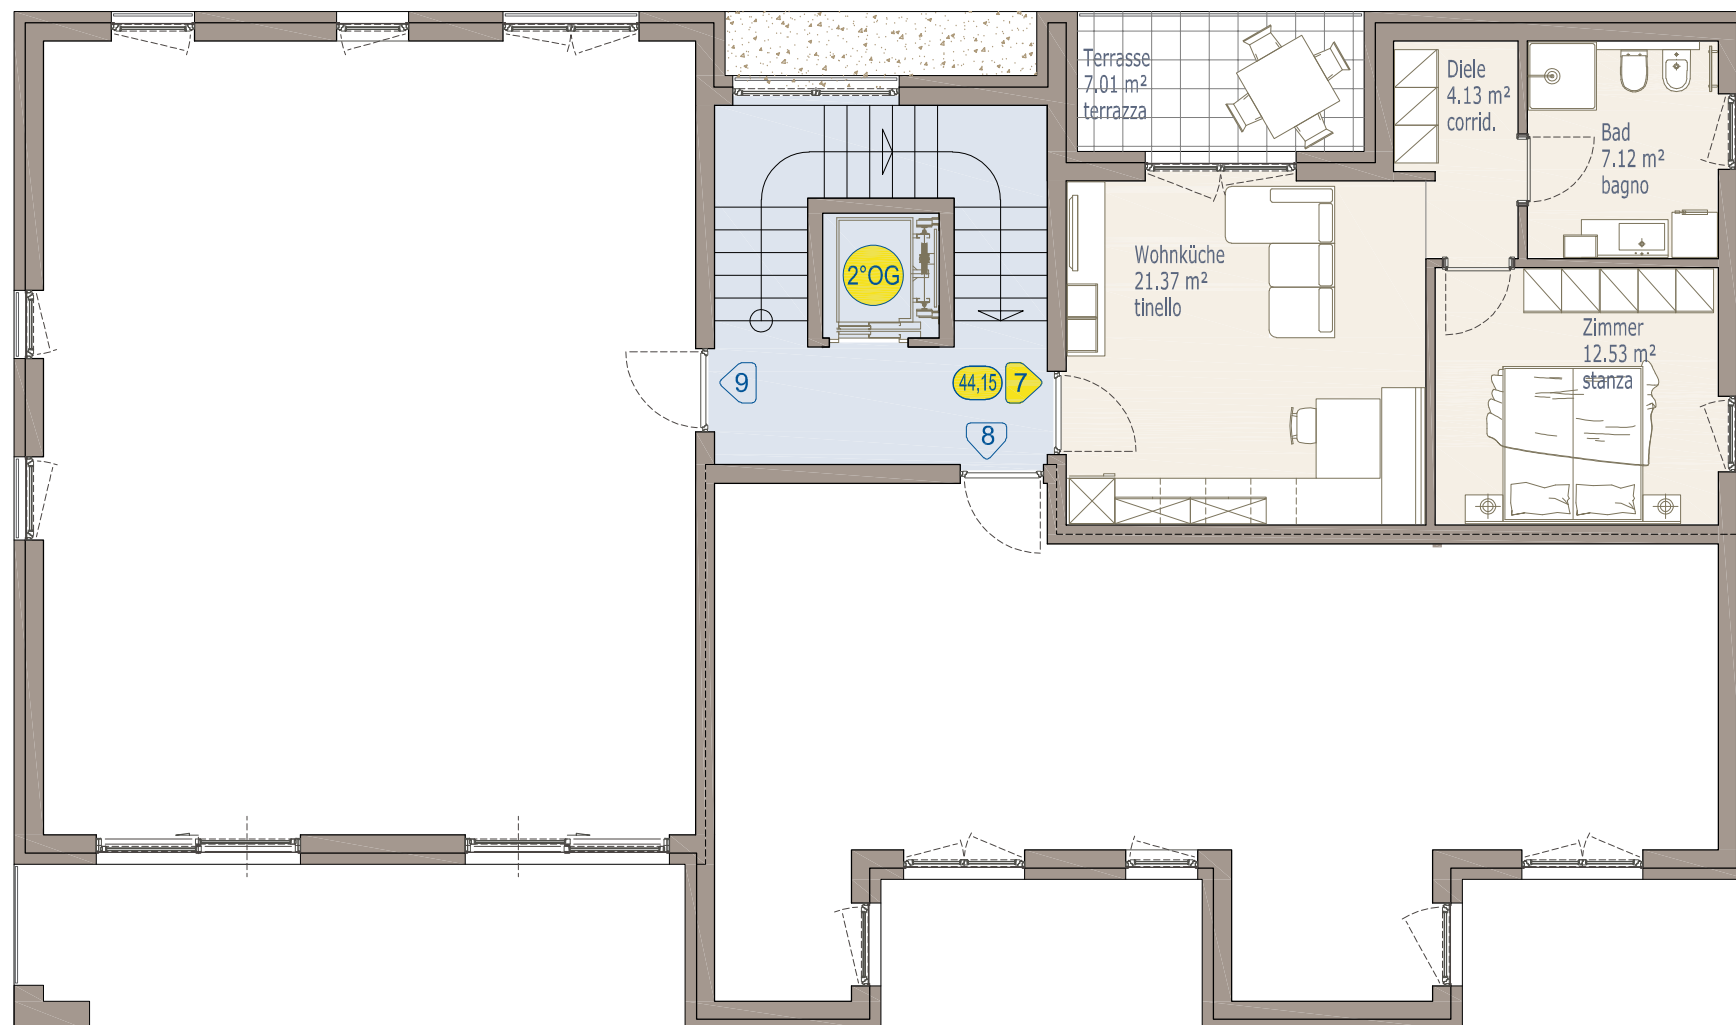 Terrasse
7.01 m²
terrazza
Diele
4.13 m²
corrid.
Bad
7.12 m²
bagno
Wohnküche
21.37 m²
tinello
2°OG
Zimmer
12.53 m²
stanza
9
44,15
7
8